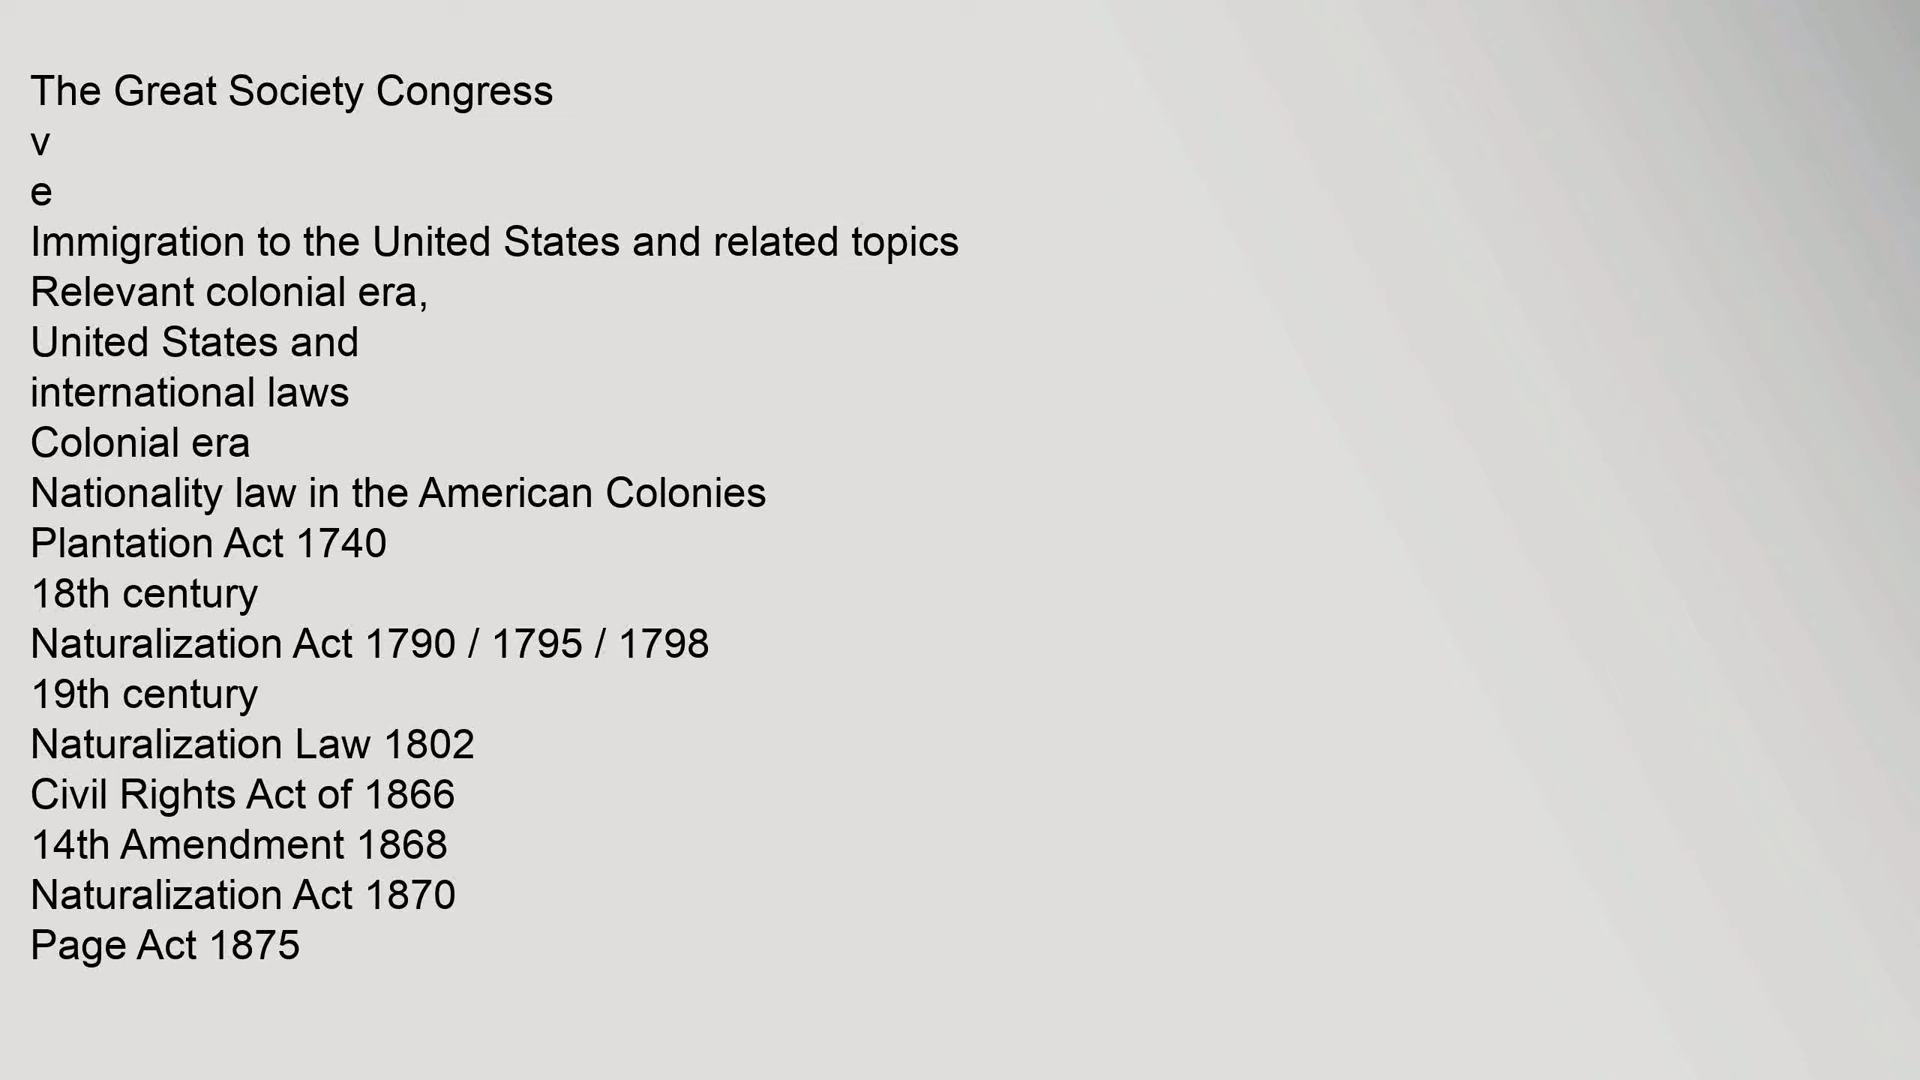 The Great Society Congress
v
e
Immigration to the United States and related topics
Relevant colonial era,
United States and
international laws
Colonial era
Nationality law in the American Colonies
Plantation Act 1740
18th century
Naturalization Act 1790 / 1795 / 1798
19th century
Naturalization Law 1802
Civil Rights Act of 1866
14th Amendment 1868
Naturalization Act 1870
Page Act 1875